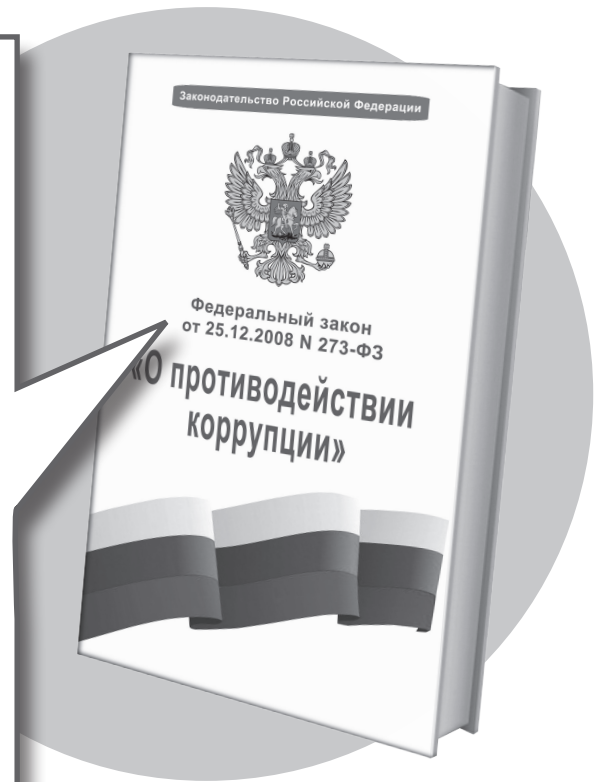 Законодательство Российской Федерации
Федеральный закон
от 25.12.2008 N 273-ФЗ
«О противодействии
коррупции»